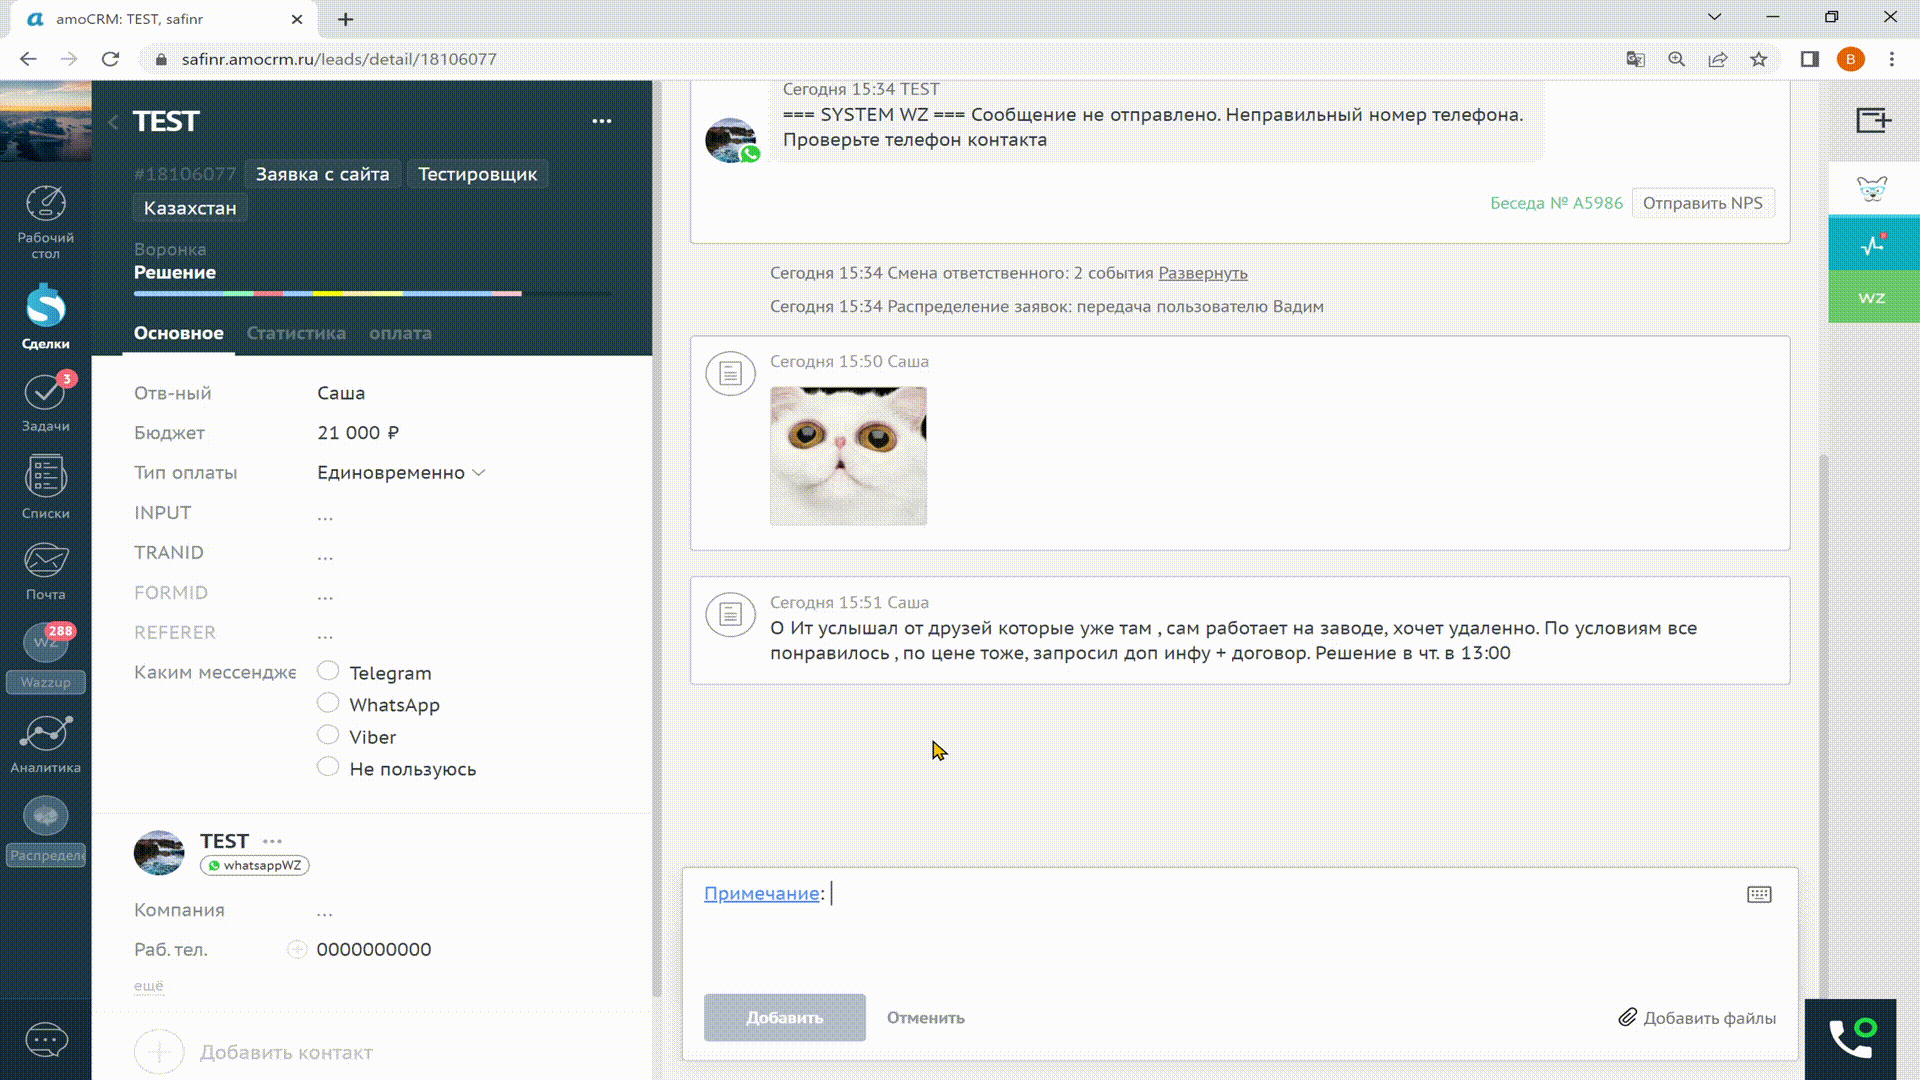 amoCRM: TEST, safinr
safinr.amocrm.ru/leads/detail/18106077
B
Рабочий
стол
Сделки
3
Задачи
Списки
Почта
288
WZ
Wazzup
Аналитика
Распределе
TEST
#18106077 Заявка с сайта Тестировщик
Казахстан
Воронка
Решение
Основное Статистика оплата
Отв-ный Саша
Бюджет 21 000 ₽
Тип оплаты Единовременно
INPUT ...
TRANID ...
FORMID ...
REFERER ...
Каким мессендже Telegram
WhatsApp
Viber
Не пользуюсь
TEST
whatsappWZ
Компания ...
Раб. тел. 0000000000
ещё
Добавить контакт
Сегодня 15:34 TEST
=== SYSTEM WZ === Сообщение не отправлено. Неправильный номер телефона.
Проверьте телефон контакта
Беседа № A5986 Отправить NPS
Сегодня 15:34 Смена ответственного: 2 события Развернуть
Сегодня 15:34 Распределение заявок: передача пользователю Вадим
Сегодня 15:50 Саша
Сегодня 15:51 Саша
О Ит услышал от друзей которые уже там , сам работает на заводе, хочет удаленно. По условиям все
понравилось , по цене тоже, запросил доп инфу + договор. Решение в чт. в 13:00
Примечание:
Добавить Отменить Добавить файлы
WZ